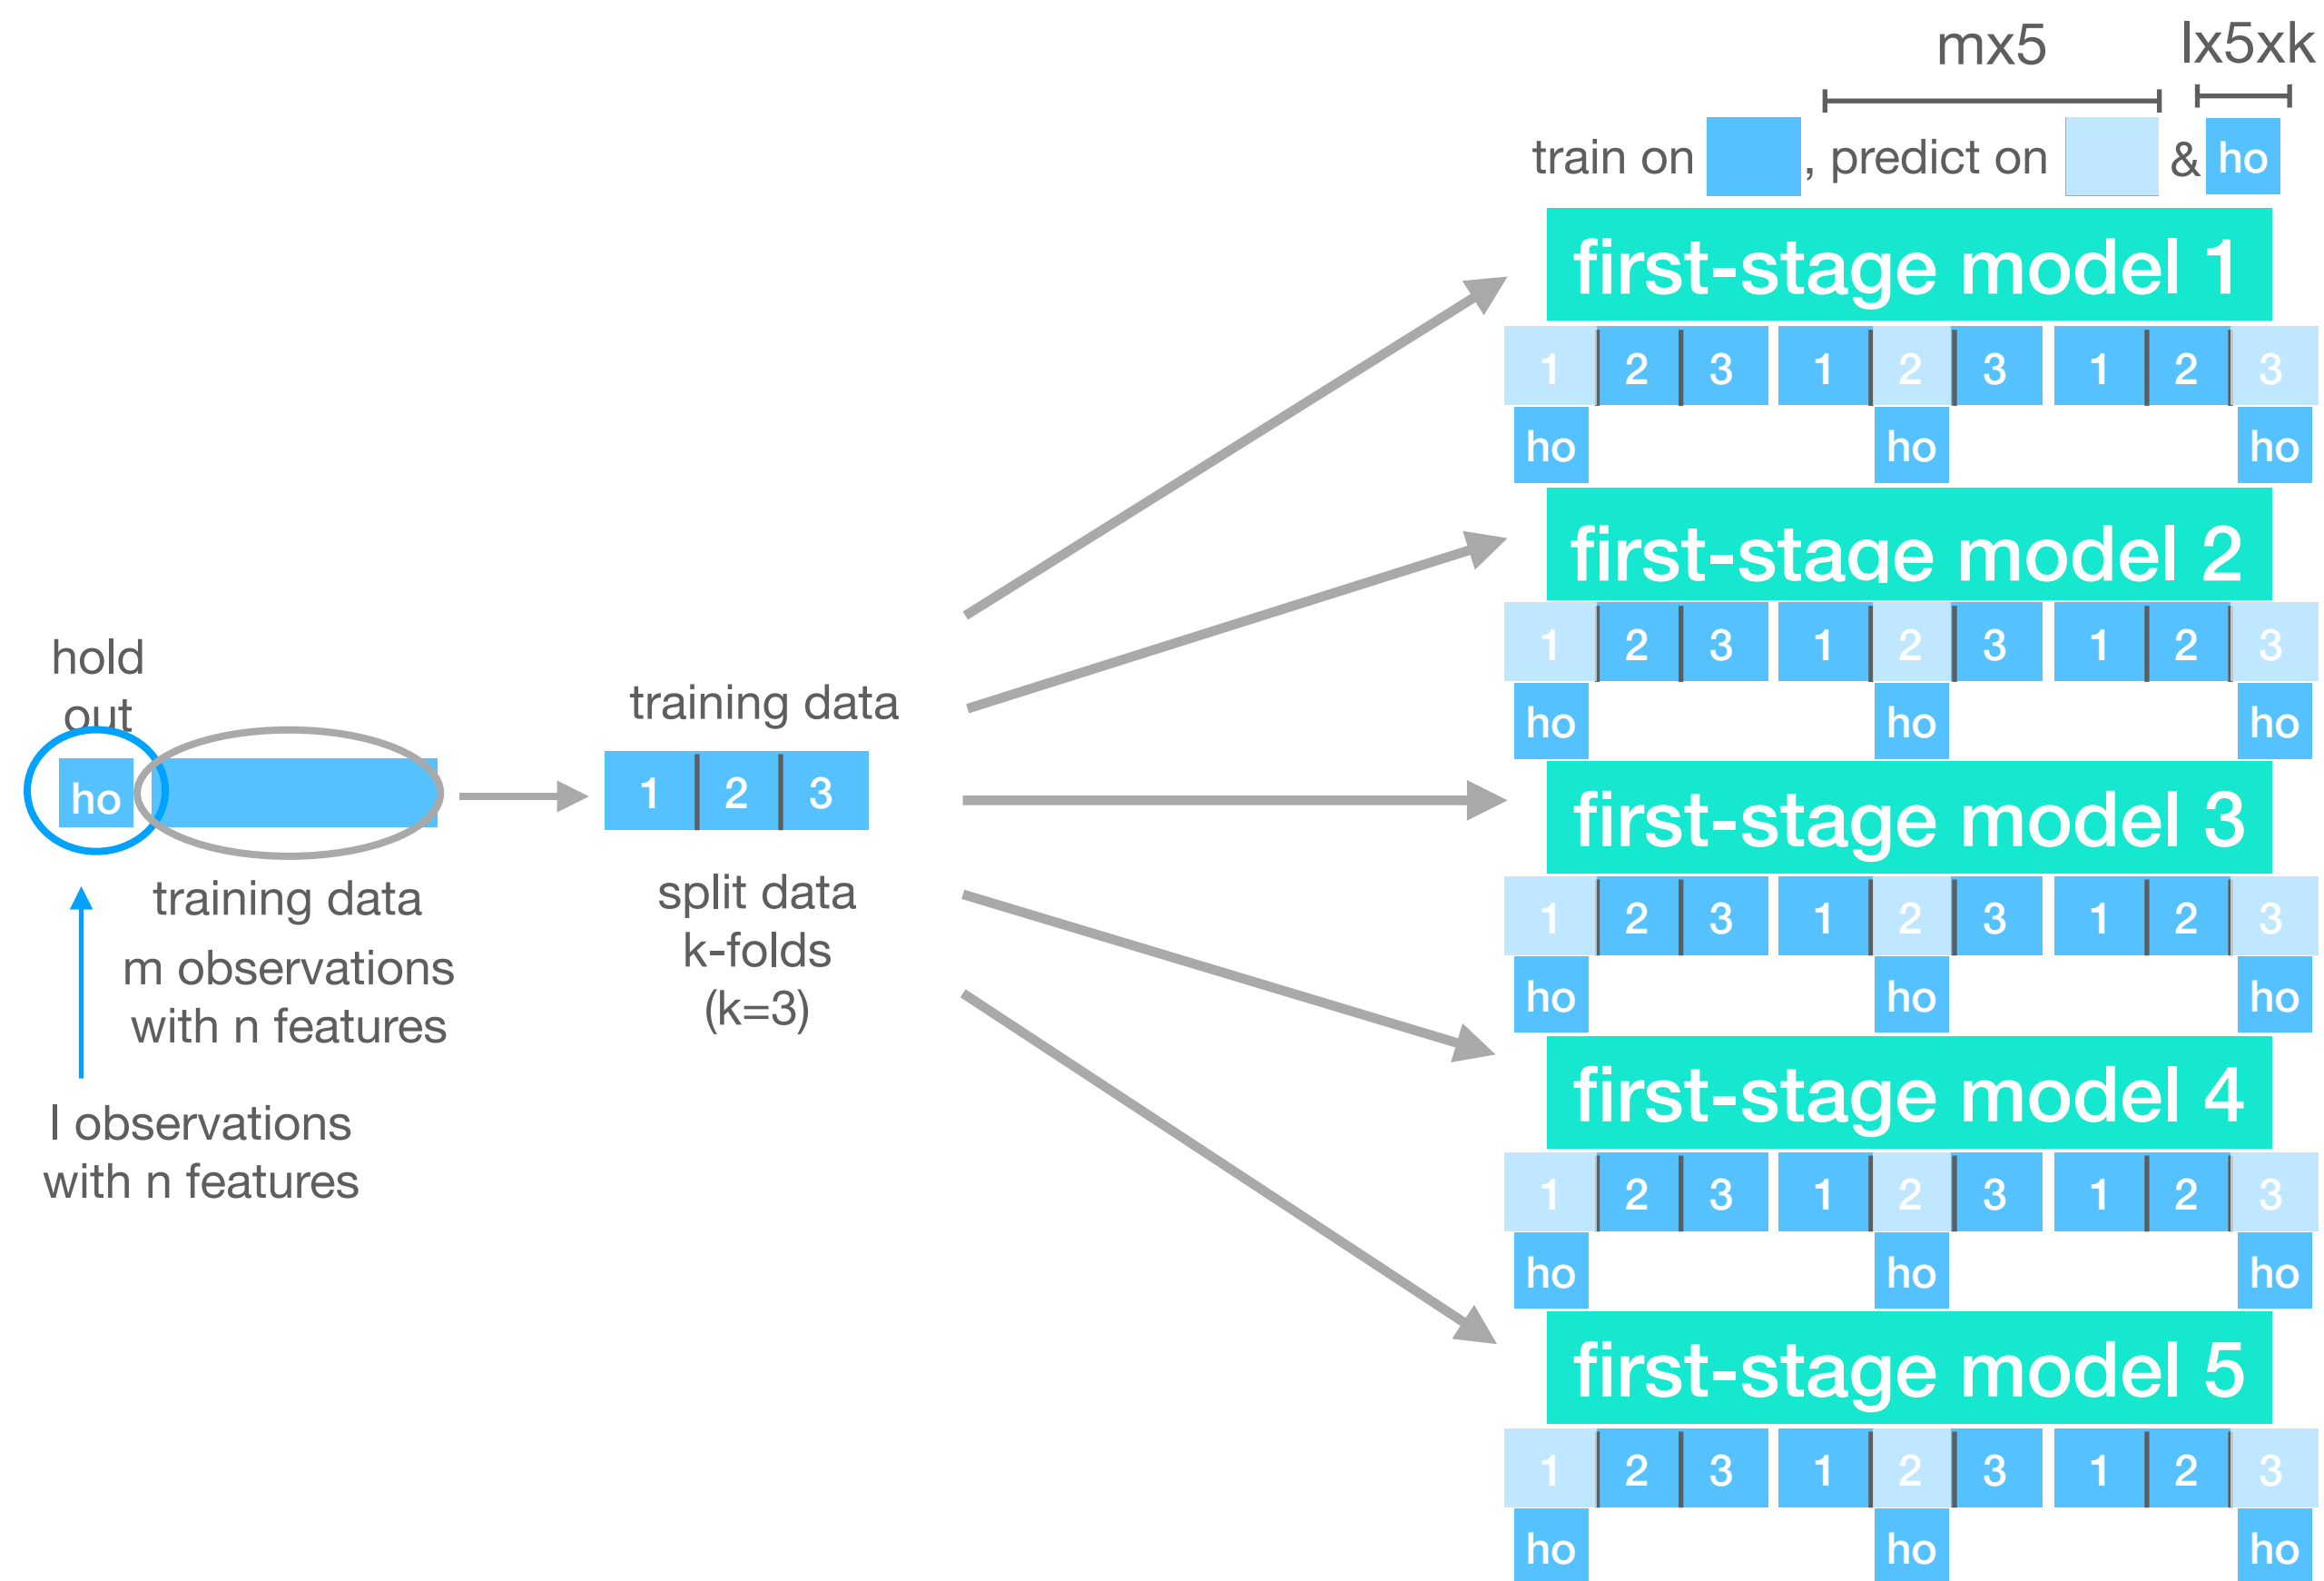 hold
out
ho
training data
m observations
with n features
l observations
with n features
training data
1 2 3
split data
k-folds
(k=3)
mx5 lx5xk
train on , predict on & ho
first-stage model 1
1 2 3 1 2 3 1 2 3
ho ho ho
first-stage model 2
1 2 3 1 2 3 1 2 3
ho ho ho
first-stage model 3
1 2 3 1 2 3 1 2 3
ho ho ho
first-stage model 4
1 2 3 1 2 3 1 2 3
ho ho ho
first-stage model 5
1 2 3 1 2 3 1 2 3
ho ho ho